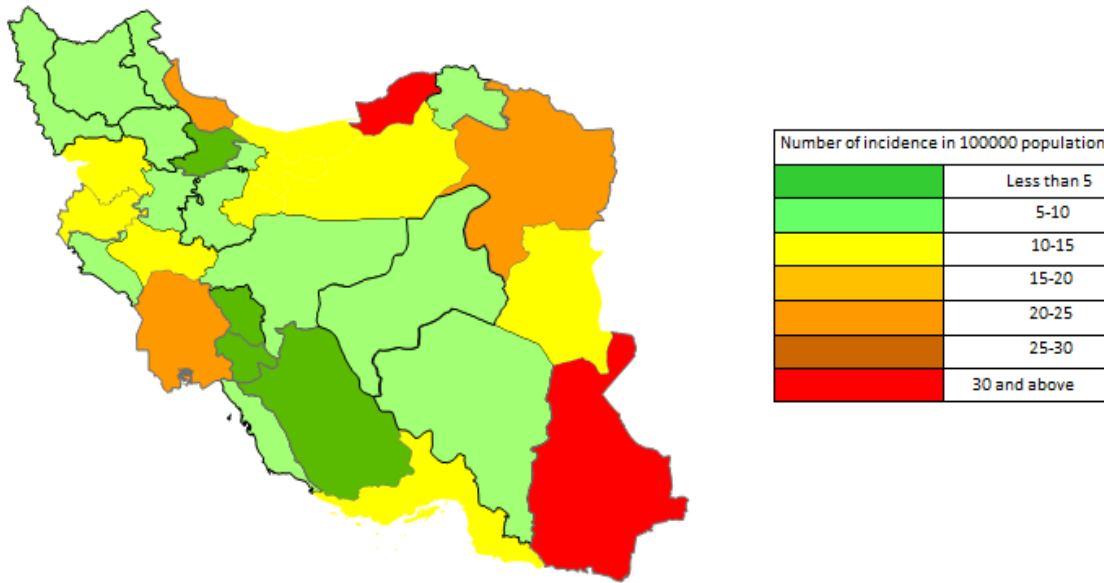 Number of incidence in 100000 population
Less than 5
5-10
10-15
15-20
20-25
25-30
30 and above